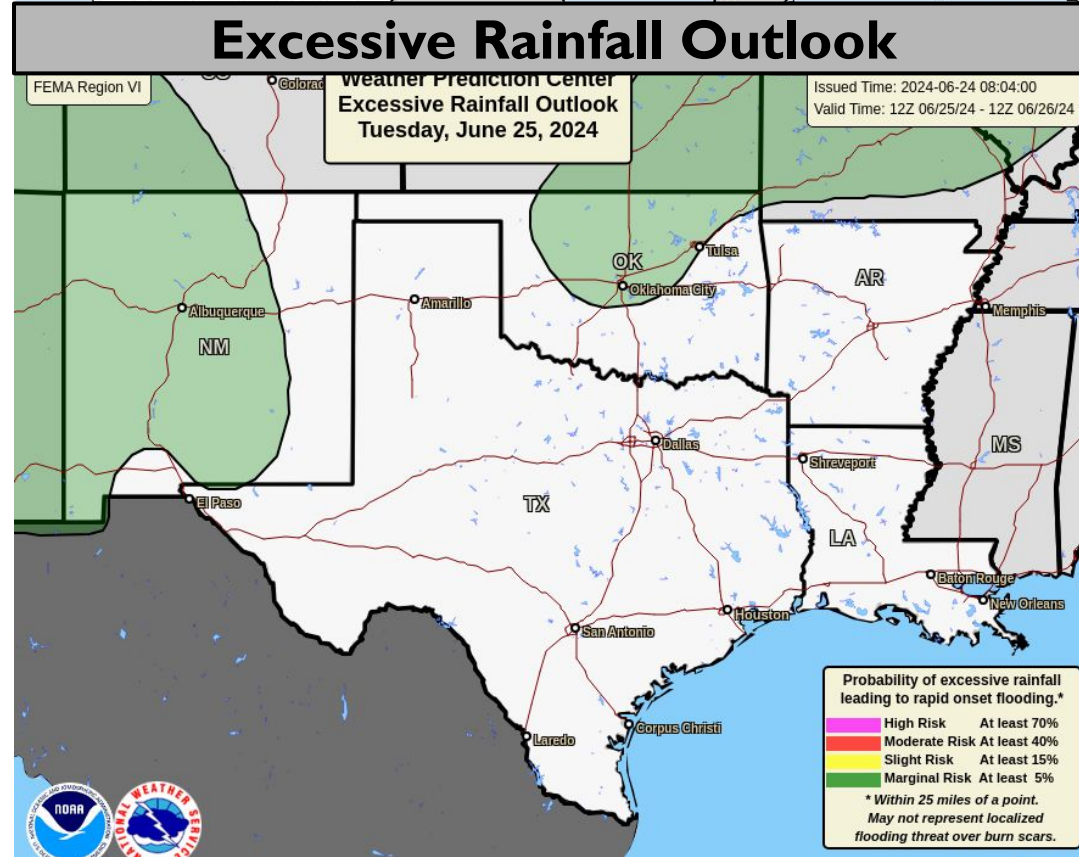 Excessive Rainfall Outlook
FEMA Region VI
Weather Prediction Center
Excessive Rainfall Outlook
Tuesday, June 25, 2024
Issued Time: 2024-06-24 08:04:00
Valid Time: 12Z 06/25/24 - 12Z 06/26/24
Tulsa
OK
Oklahoma City
AR
Albuquerque
Amarillo
Memphis
NM
Dallas
MS
Shreveport
El Paso
TX
LA
Baton Rouge
New Orleans
Houston
San Antonio
Corpus Christi
Laredo
Probability of excessive rainfall
leading to rapid onset flooding.*
High Risk At least 70%
Moderate Risk At least 40%
Slight Risk At least 15%
Marginal Risk At least 5%
* Within 25 miles of a point.
May not represent localized
flooding threat over burn scars.
NOAA
NATIONAL WEATHER SERVICE